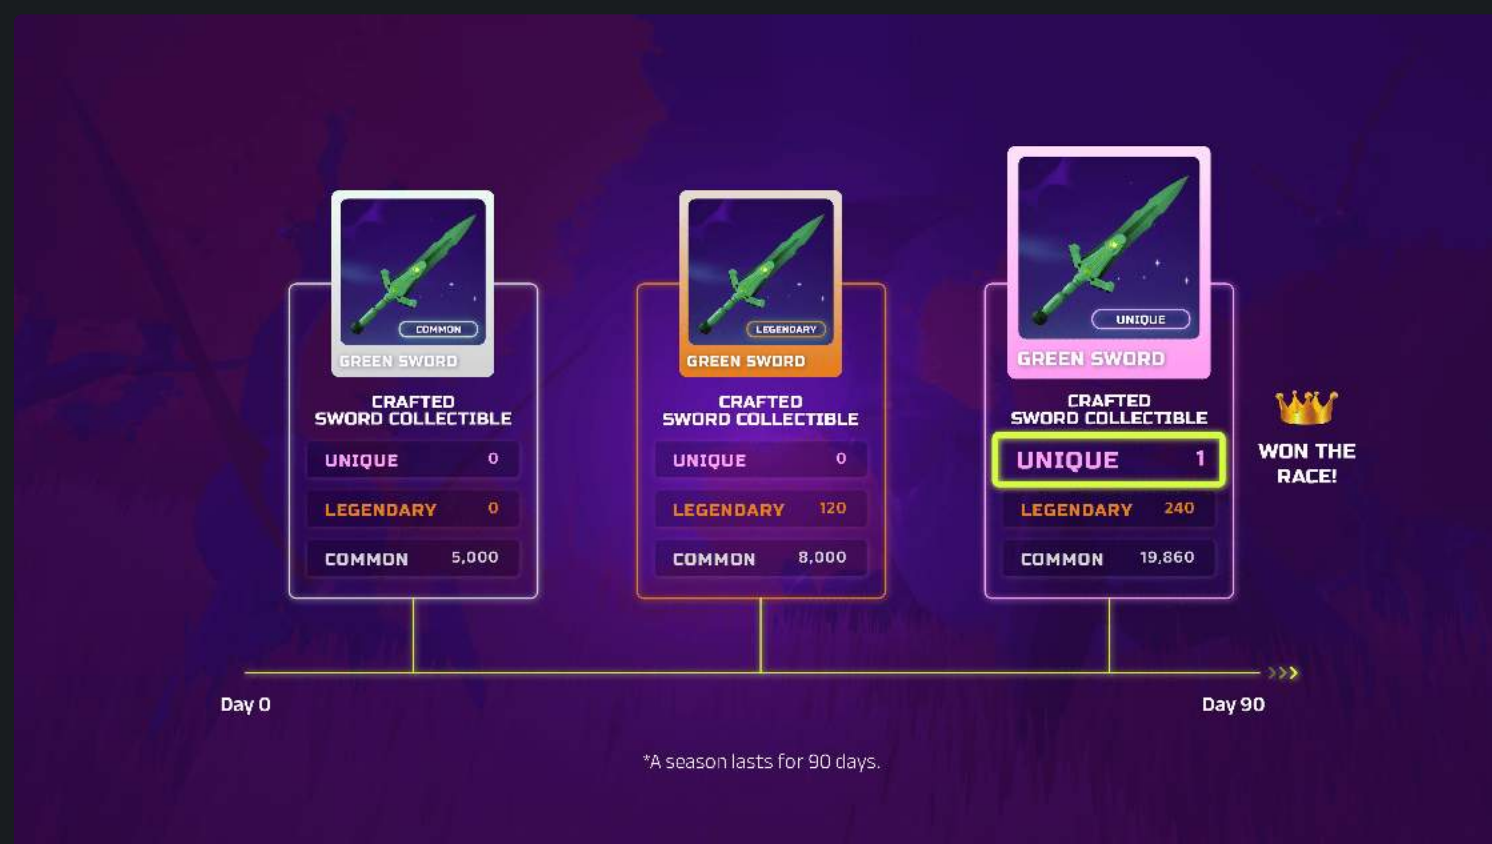 COMMON
GREEN SWORD
CRAFTED
SWORD COLLECTIBLE
UNIQUE 0
LEGENDARY 0
COMMON 5,000
LEGENDARY
GREEN SWORD
CRAFTED
SWORD COLLECTIBLE
UNIQUE 0
LEGENDARY 120
COMMON 8,000
UNIQUE
GREEN SWORD
CRAFTED
SWORD COLLECTIBLE
UNIQUE 1
LEGENDARY 240
COMMON 19,860
WON THE
RACE!
Day 0
Day 90
*A season lasts for 90 days.